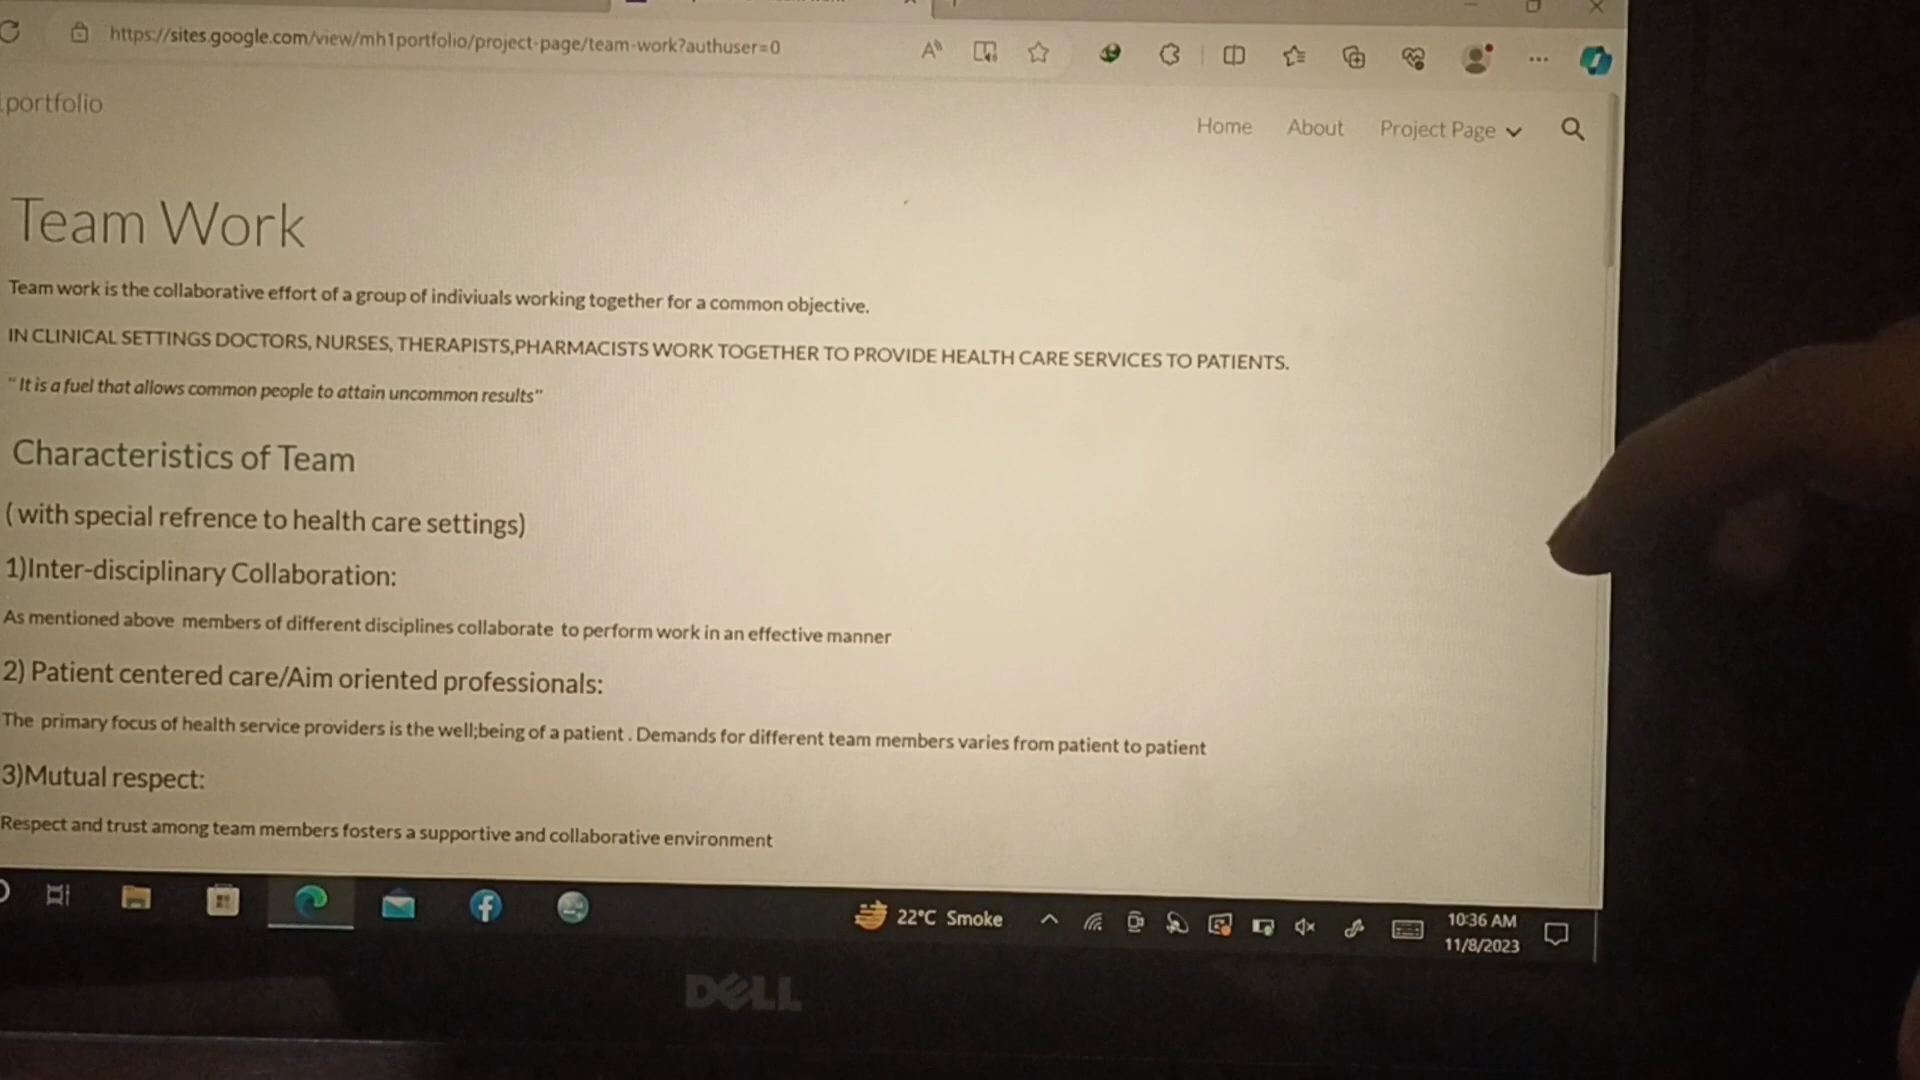 https://sites.google.com/view/mh1portfolio/project-page/team-work?authuser=0
portfolio
Home About Project Page
Team Work
Team work is the collaborative effort of a group of indiviuals working together for a common objective.
IN CLINICAL SETTINGS DOCTORS, NURSES, THERAPISTS,PHARMACISTS WORK TOGETHER TO PROVIDE HEALTH CARE SERVICES TO PATIENTS.
"It is a fuel that allows common people to attain uncommon results"
Characteristics of Team
( with special refrence to health care settings)
1)Inter-disciplinary Collaboration:
As mentioned above members of different disciplines collaborate to perform work in an effective manner
2) Patient centered care/Aim oriented professionals:
The primary focus of health service providers is the well;being of a patient . Demands for different team members varies from patient to patient
3)Mutual respect:
Respect and trust among team members fosters a supportive and collaborative environment
22°C Smoke
10:36 AM
11/8/2023
DELL